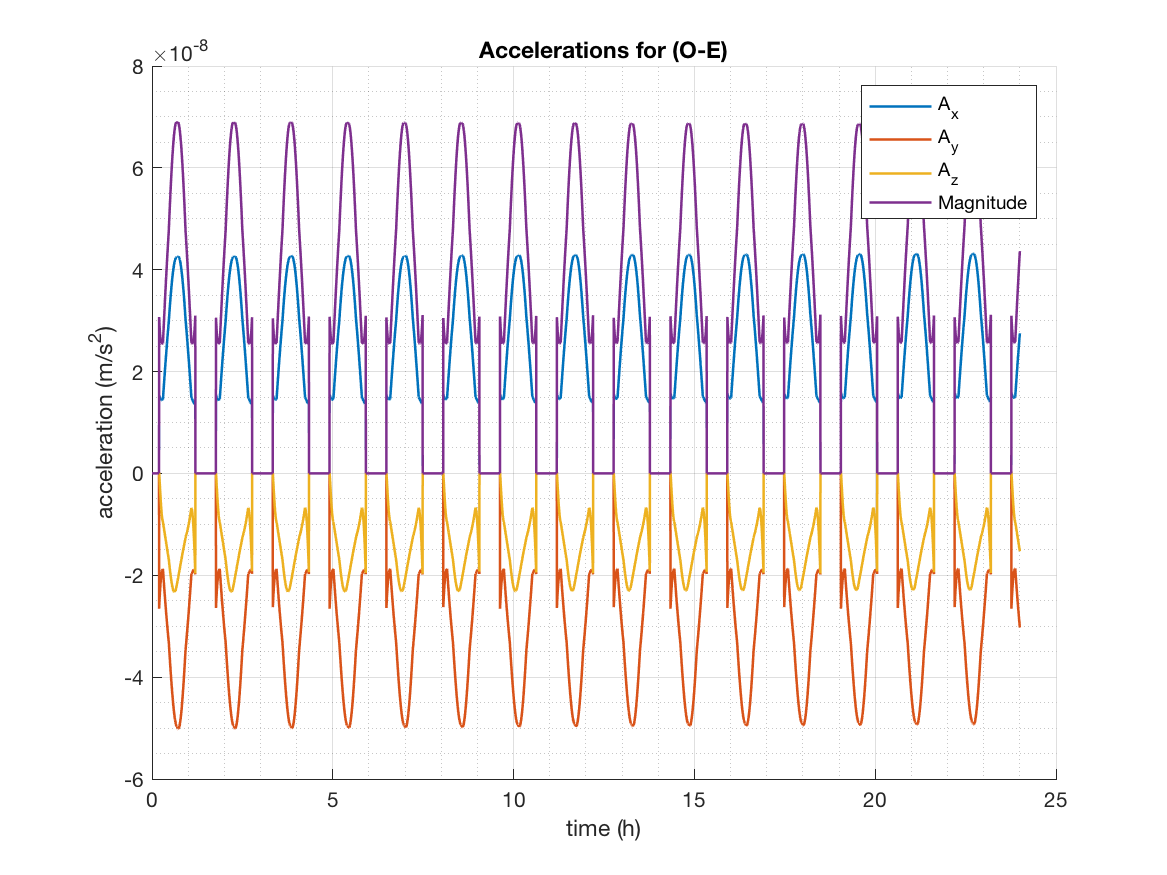 Accelerations for (O-E)
×10⁻⁸
8
6
4
2
0
-2
-4
-6
acceleration (m/s²)
0
5
10
15
20
25
time (h)
A_x
A_y
A_z
Magnitude